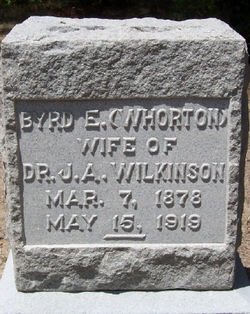 BYRD E. (WHORTON)
WIFE OF
DR. J. A. WILKINSON
MAR. 7, 1878
MAY 15, 1919